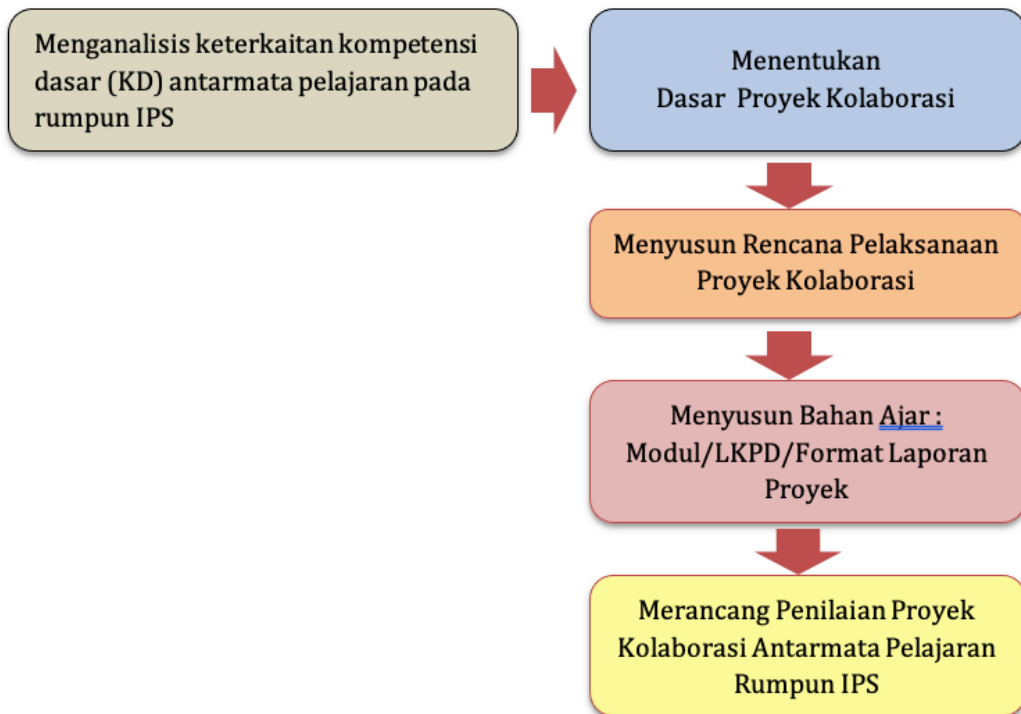 Menganalisis keterkaitan kompetensi
dasar (KD) antarmata pelajaran pada
rumpun IPS
Menentukan
Dasar Proyek Kolaborasi
Menyusun Rencana Pelaksanaan
Proyek Kolaborasi
Menyusun Bahan Ajar :
Modul/LKPD/Format Laporan
Proyek
Merancang Penilaian Proyek
Kolaborasi Antarmata Pelajaran
Rumpun IPS